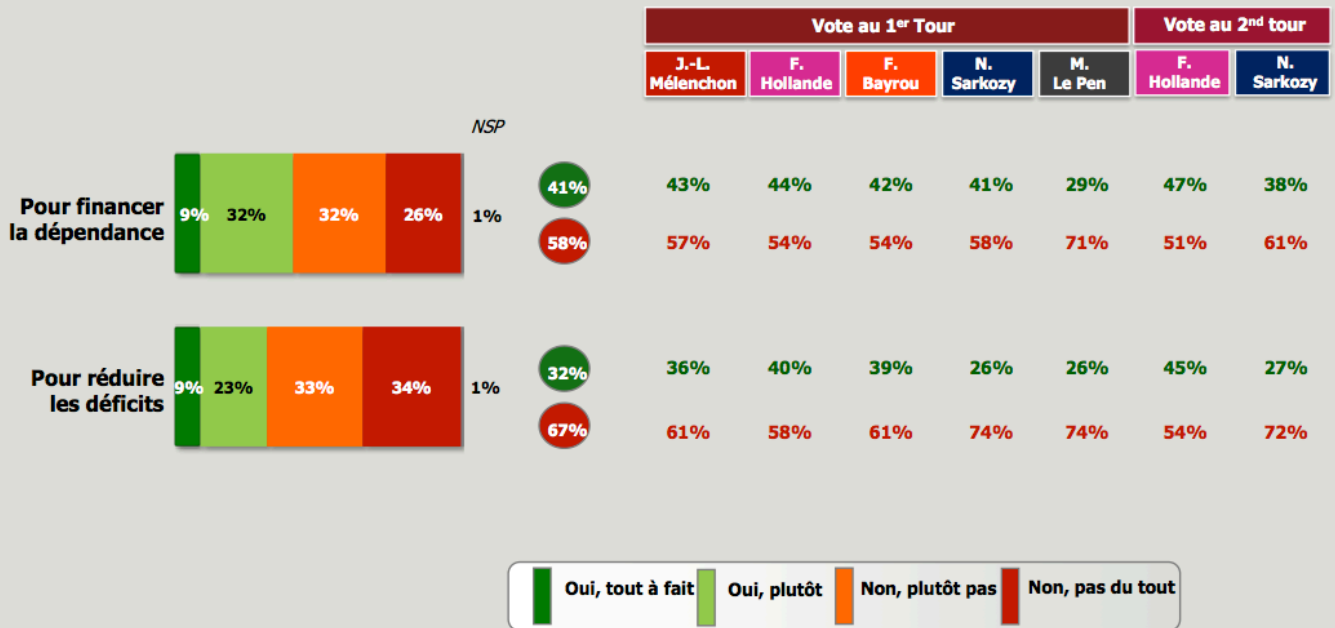 Vote au 1er Tour
Vote au 2nd tour
J.-L. Mélenchon
F. Hollande
F. Bayrou
N. Sarkozy
M. Le Pen
F. Hollande
N. Sarkozy
NSP
Pour financer
la dépendance
9% 32% 32% 26% 1%
41% 43% 44% 42% 41% 29% 47% 38%
58% 57% 54% 54% 58% 71% 51% 61%
Pour réduire
les déficits
9% 23% 33% 34% 1%
32% 36% 40% 39% 26% 26% 45% 27%
67% 61% 58% 61% 74% 74% 54% 72%
Oui, tout à fait Oui, plutôt Non, plutôt pas Non, pas du tout